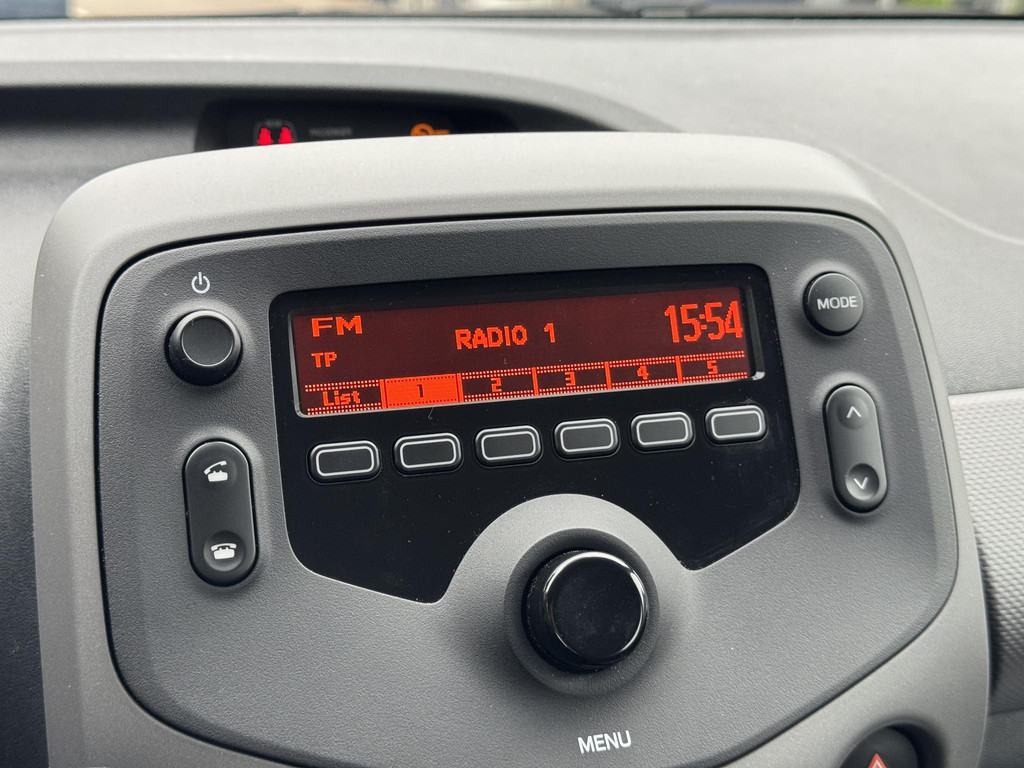 FM RADIO 1 15:54
TP
List 1 2 3 4 5
MODE
MENU